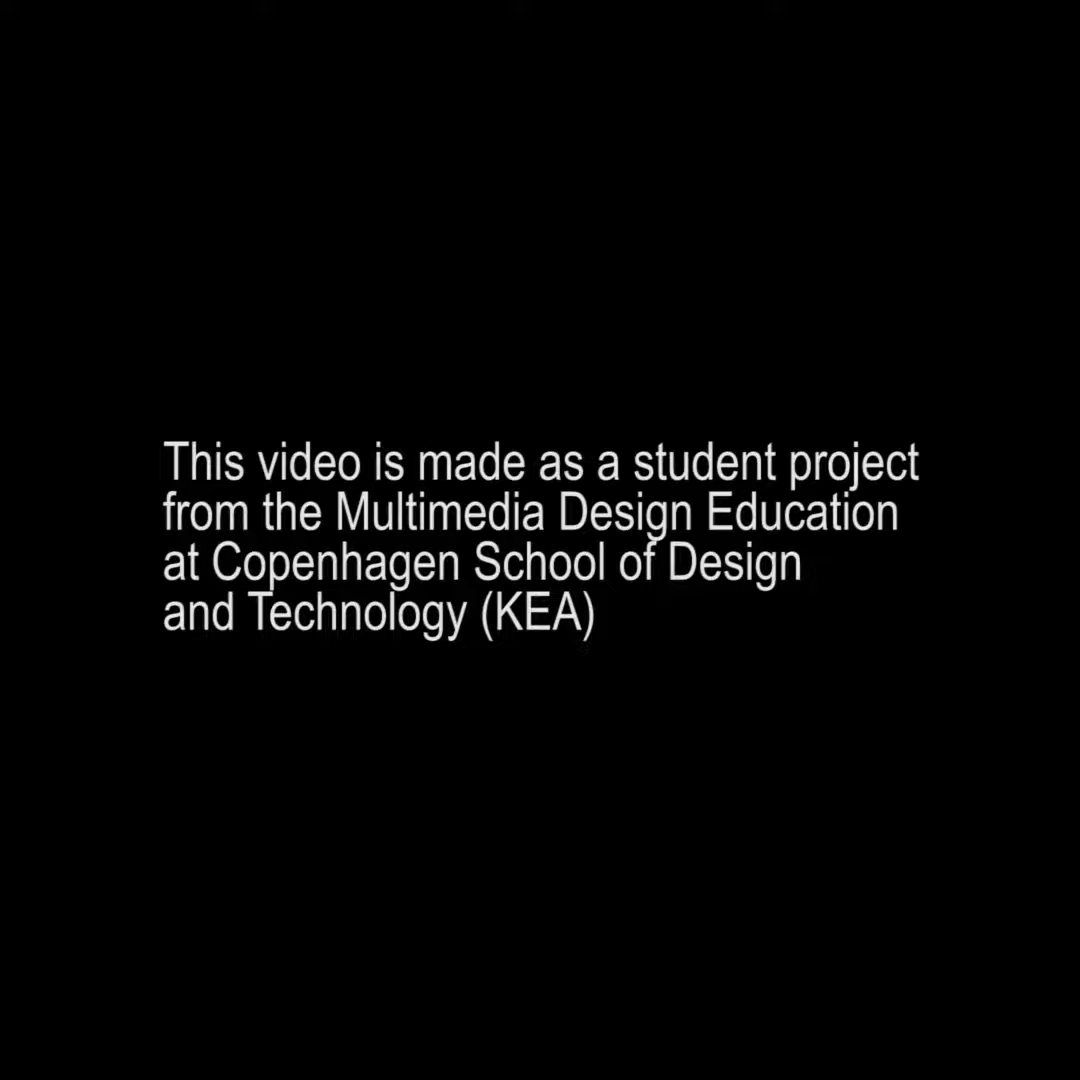 This video is made as a student project
from the Multimedia Design Education
at Copenhagen School of Design
and Technology (KEA)